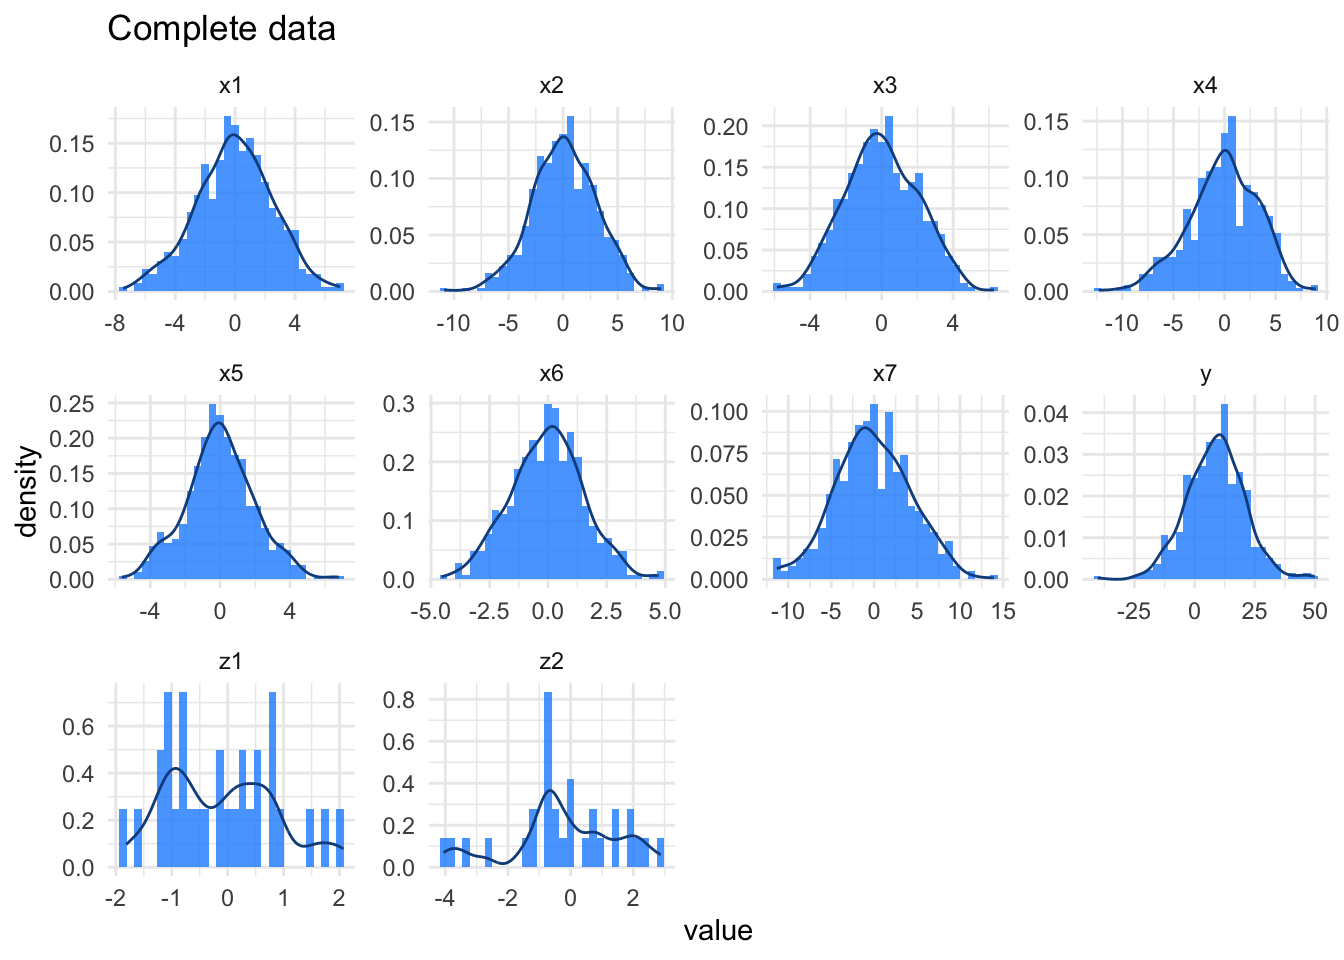 Complete data
x1 x2 x3 x4
0.15 0.15 0.20 0.15
0.10 0.10 0.15 0.10
0.05 0.05 0.10 0.05
0.00 0.00 0.05 0.00
0.00
-8 -4 0 4 -10 -5 0 5 10 -4 0 4 -10 -5 0 5 10
x5 x6 x7 y
0.25 0.3 0.100 0.04
0.20 0.2 0.075 0.03
0.15 0.1 0.050 0.02
0.10 0.0 0.025 0.01
0.05 0.000 0.00
0.00
-4 0 4 -5.0 -2.5 0.0 2.5 5.0 -10 -5 0 5 10 15 -25 0 25 50
density
z1 z2
0.6 0.8
0.4 0.6
0.2 0.4
0.0 0.2
0.0
-2 -1 0 1 2 -4 -2 0 2
value